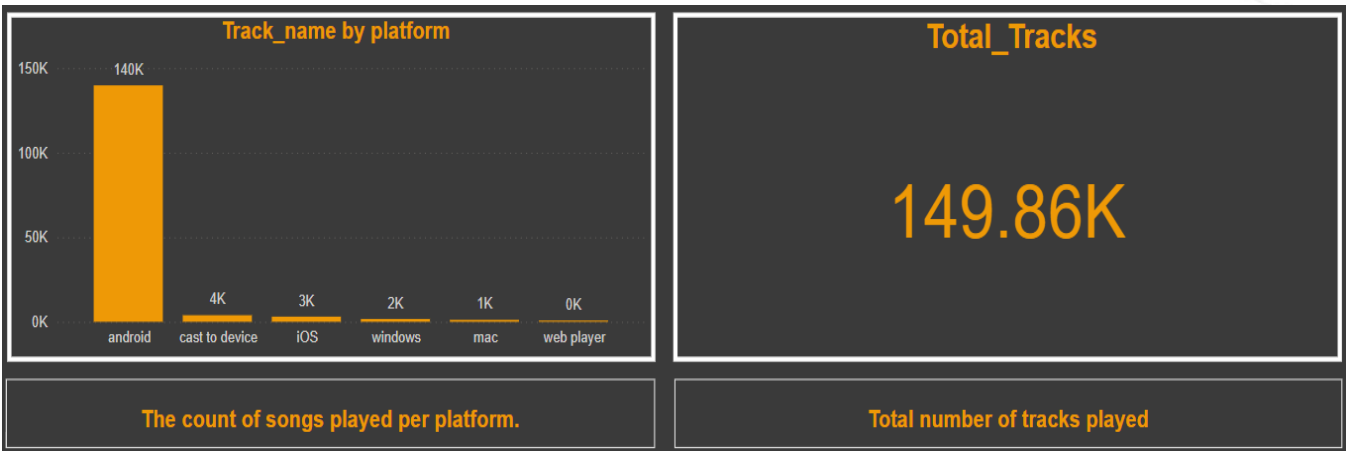 Track_name by platform
150K
140K
100K
50K
4K
3K
2K
1K
0K
0K
android
cast to device
iOS
windows
mac
web player
Total_Tracks
149.86K
The count of songs played per platform.
Total number of tracks played